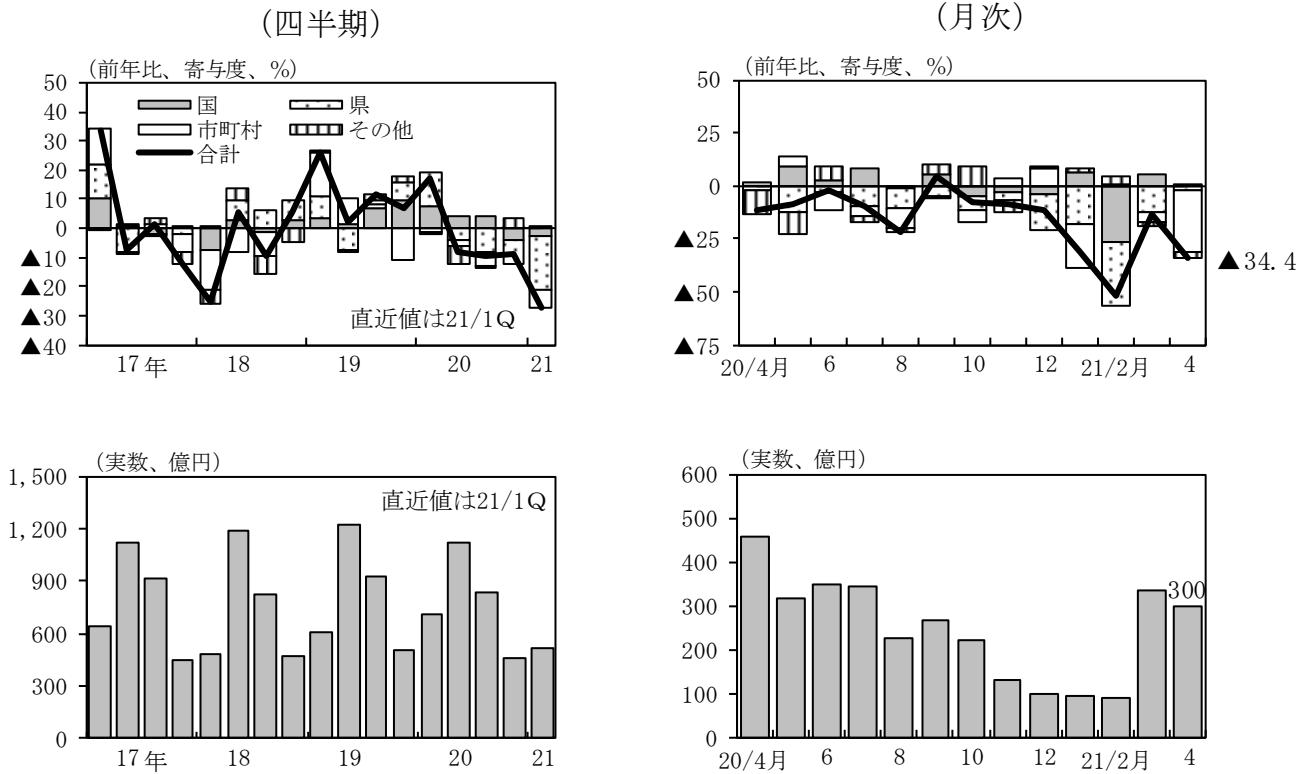 (四半期)
(前年比、寄与度、%)
50
40
30
20
10
0
▲10
▲20
▲30
▲40
国
県
市町村
その他
合計
直近値は21/1Q
17年 18 19 20 21
(月次)
(前年比、寄与度、%)
50
25
0
▲25
▲50
▲75
▲34.4
20/4月 6 8 10 12 21/2月 4
(実数、億円)
1,500
1,200
900
600
300
0
直近値は21/1Q
17年 18 19 20 21
(実数、億円)
600
500
400
300
200
100
0
300
20/4月 6 8 10 12 21/2月 4